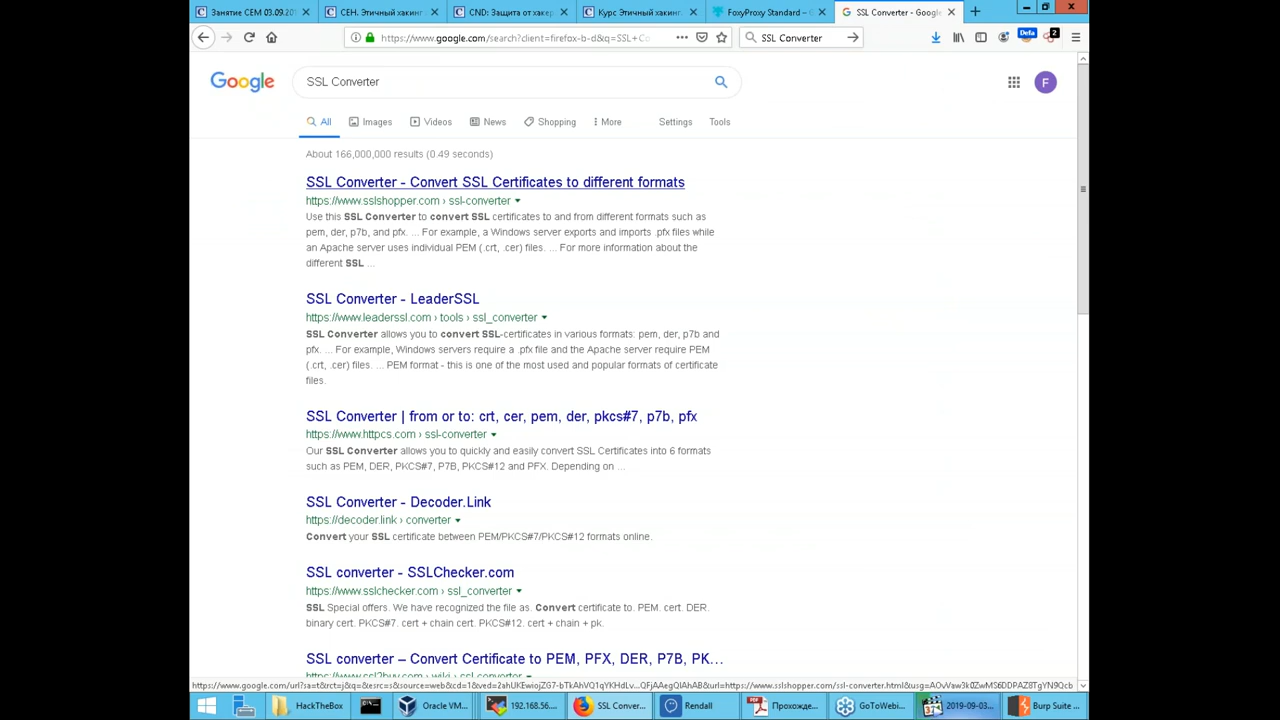 Занятие CEH 03.09.201
CEH. Этичный хакинг
CND: Защита от хакер
Курс Этичный хакинг
FoxyProxy Standard –
SSL Converter - Google
https://www.google.com/search?client=firefox-b-d&q=SSL+Co
SSL Converter
Defa
2
Google
SSL Converter
F
All
Images
Videos
News
Shopping
More
Settings
Tools
About 166,000,000 results (0.49 seconds)
SSL Converter - Convert SSL Certificates to different formats
https://www.sslshopper.com › ssl-converter
Use this SSL Converter to convert SSL certificates to and from different formats such as
pem, der, p7b, and pfx. ... For example, a Windows server exports and imports .pfx files while
an Apache server uses individual PEM (.crt, .cer) files. ... For more information about the
different SSL ...
SSL Converter - LeaderSSL
https://www.leaderssl.com › tools › ssl_converter
SSL Converter allows you to convert SSL-certificates in various formats: pem, der, p7b and
pfx. ... For example, Windows servers require a .pfx file and the Apache server require PEM
(.crt, .cer) files. ... PEM format - this is one of the most used and popular formats of certificate
files.
SSL Converter | from or to: crt, cer, pem, der, pkcs#7, p7b, pfx
https://www.httpcs.com › ssl-converter
Our SSL Converter allows you to quickly and easily convert SSL Certificates into 6 formats
such as PEM, DER, PKCS#7, P7B, PKCS#12 and PFX. Depending on ...
SSL Converter - Decoder.Link
https://decoder.link › converter
Convert your SSL certificate between PEM/PKCS#7/PKCS#12 formats online.
SSL converter - SSLChecker.com
https://www.sslchecker.com › ssl_converter
SSL Special offers. We have recognized the file as. Convert certificate to. PEM. cert. DER.
binary cert. PKCS#7. cert + chain cert. PKCS#12. cert + chain + pk.
SSL converter – Convert Certificate to PEM, PFX, DER, P7B, PK...
HackTheBox
Oracle VM...
192.168.56....
SSL Conver...
Rendall
Прохожде...
GoToWebi...
2019-09-03...
Burp Suite ...